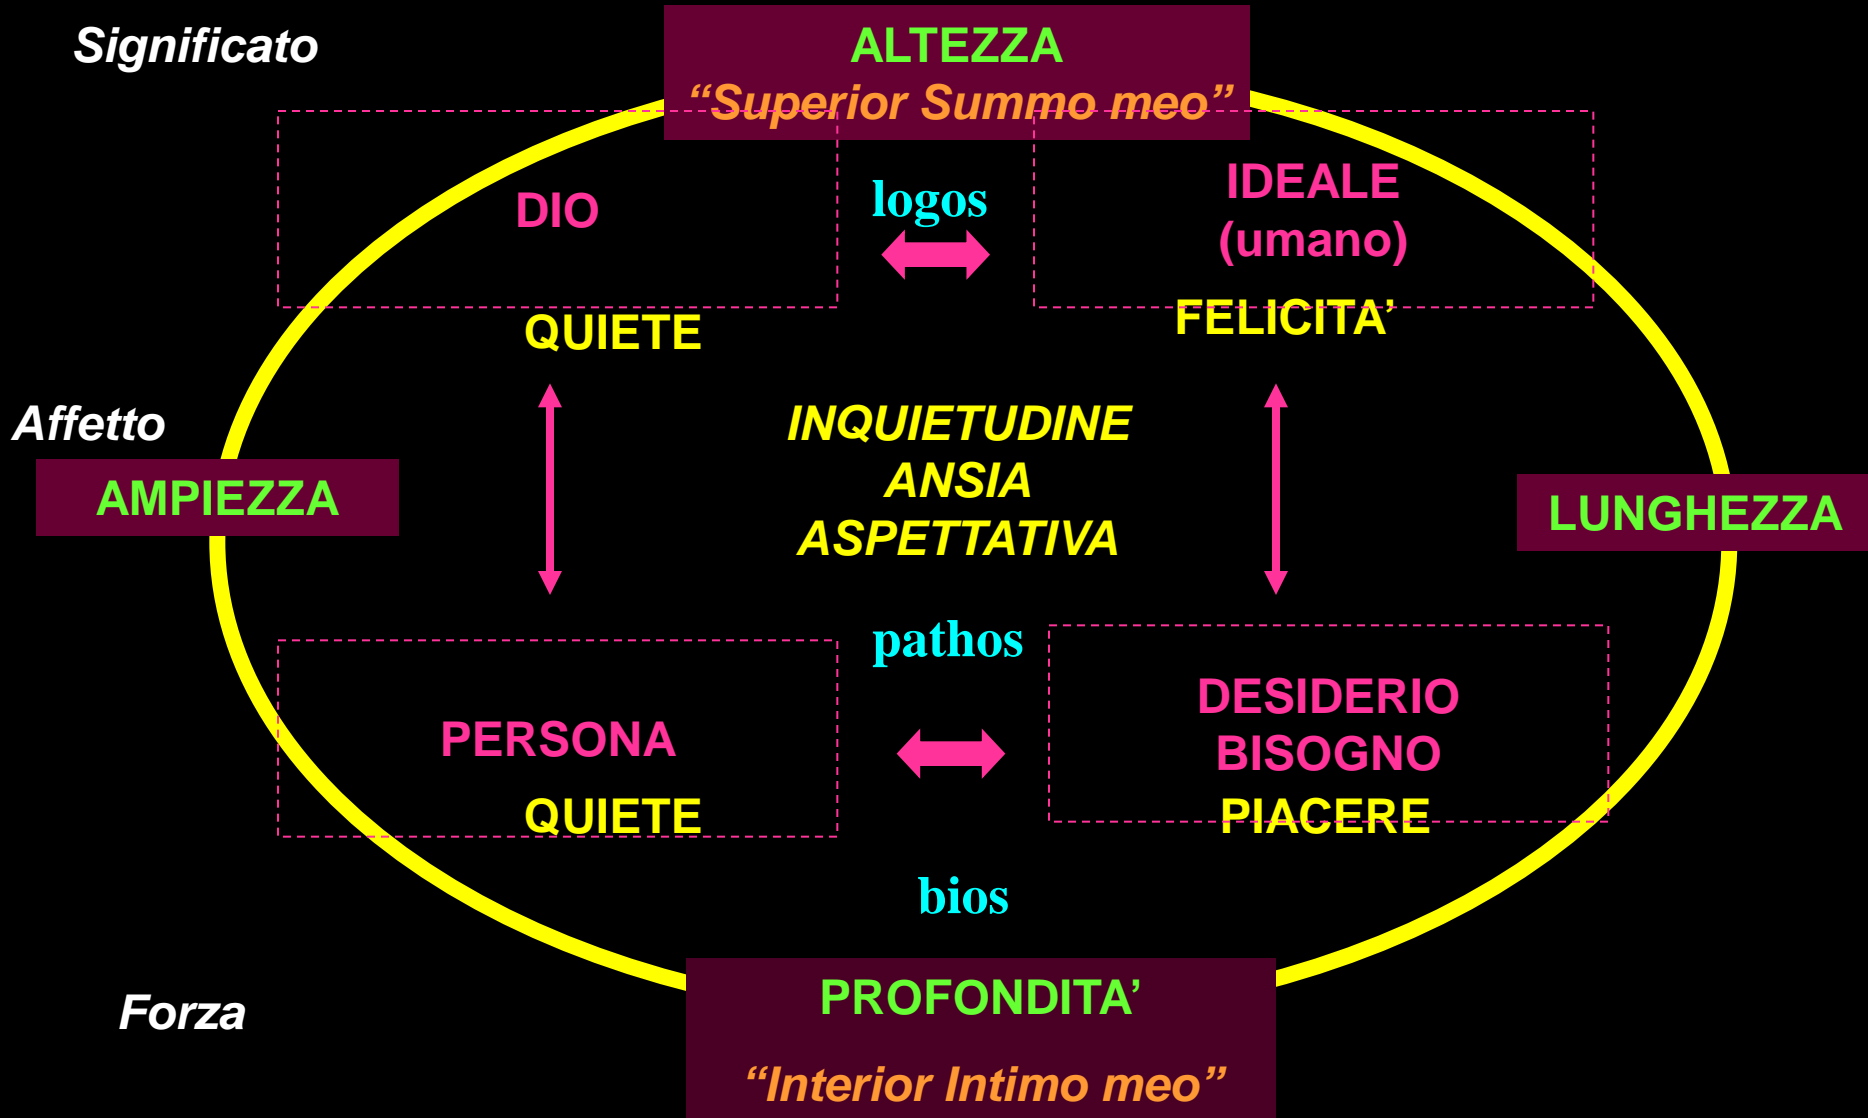 Significato
ALTEZZA
“Superior Summo meo”
DIO
logos
IDEALE
(umano)
QUIETE
FELICITA’
Affetto
INQUIETUDINE
ANSIA
ASPETTATIVA
AMPIEZZA
LUNGHEZZA
pathos
PERSONA
DESIDERIO
BISOGNO
QUIETE
PIACERE
bios
Forza
PROFONDITA’
“Interior Intimo meo”